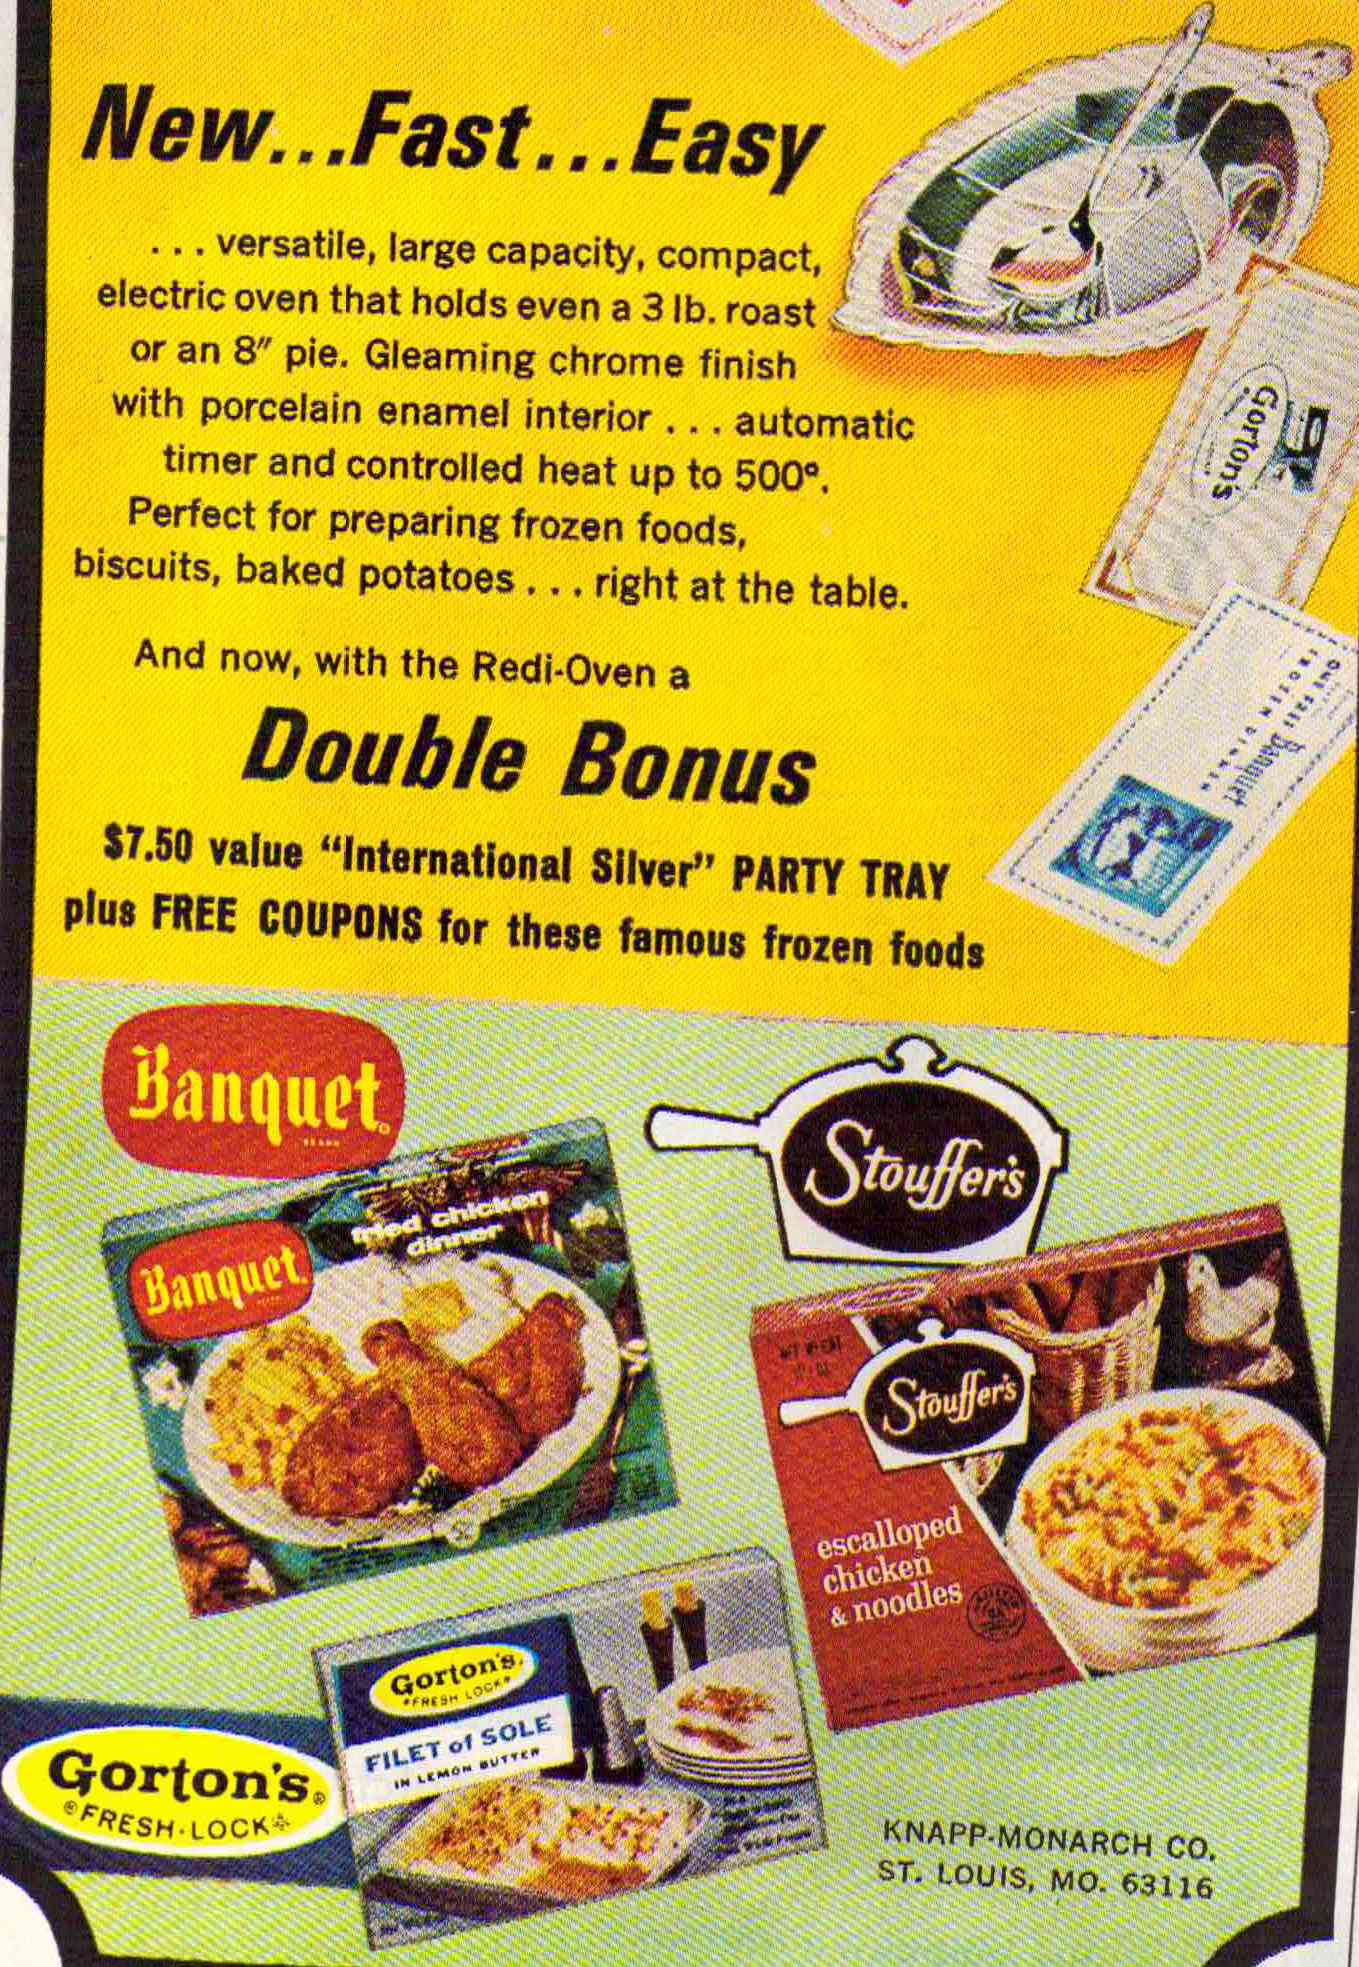 New...Fast...Easy
. . . versatile, large capacity, compact,
electric oven that holds even a 3 lb. roast
or an 8" pie. Gleaming chrome finish
with porcelain enamel interior . . . automatic
timer and controlled heat up to 500°.
Perfect for preparing frozen foods,
biscuits, baked potatoes . . . right at the table.
Gorton's
And now, with the Redi-Oven a
Double Bonus
ONE FREE Banquet
FROZEN DINNER
$7.50 value "International Silver" PARTY TRAY
plus FREE COUPONS for these famous frozen foods
Banquet
Stouffer's
Banquet
fried chicken
dinner
Stouffer's
escalloped
chicken
& noodles
Gorton's
FRESH LOCK
FILET of SOLE
IN LEMON BUTTER
Gorton's®
®FRESH-LOCK
KNAPP-MONARCH CO.
ST. LOUIS, MO. 63116